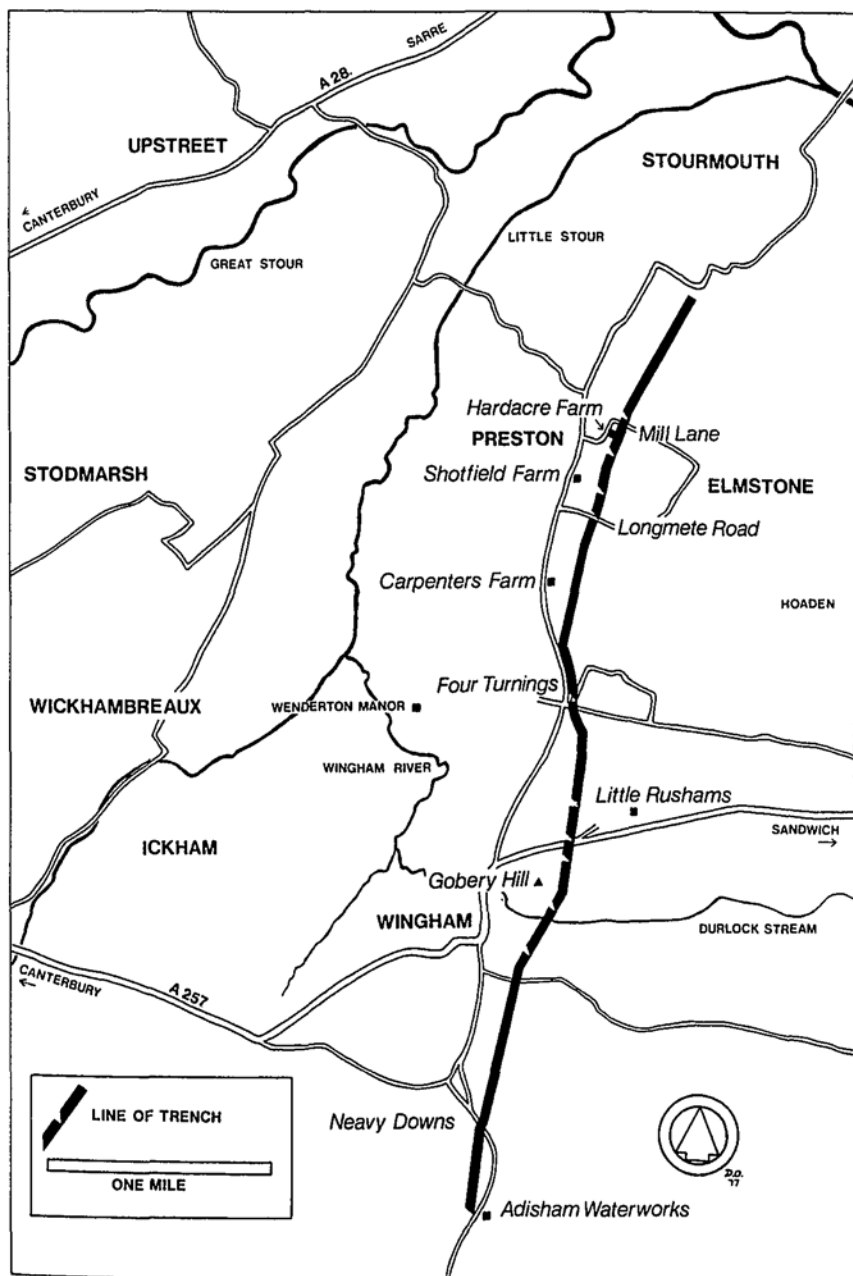 SARRE
A 28.
UPSTREET
STOURMOUTH
CANTERBURY
LITTLE STOUR
GREAT STOUR
Hardacre Farm
PRESTON
Mill Lane
STODMARSH
Shotfield Farm
ELMSTONE
Longmete Road
Carpenters Farm
HOADEN
Four Turnings
WICKHAMBREAUX
WENDERTON MANOR
WINGHAM RIVER
Little Rushams
SANDWICH
ICKHAM
Gobery Hill
WINGHAM
DURLOCK STREAM
CANTERBURY
A 257
LINE OF TRENCH
Neavy Downs
ONE MILE
D.O.
77
Adisham Waterworks